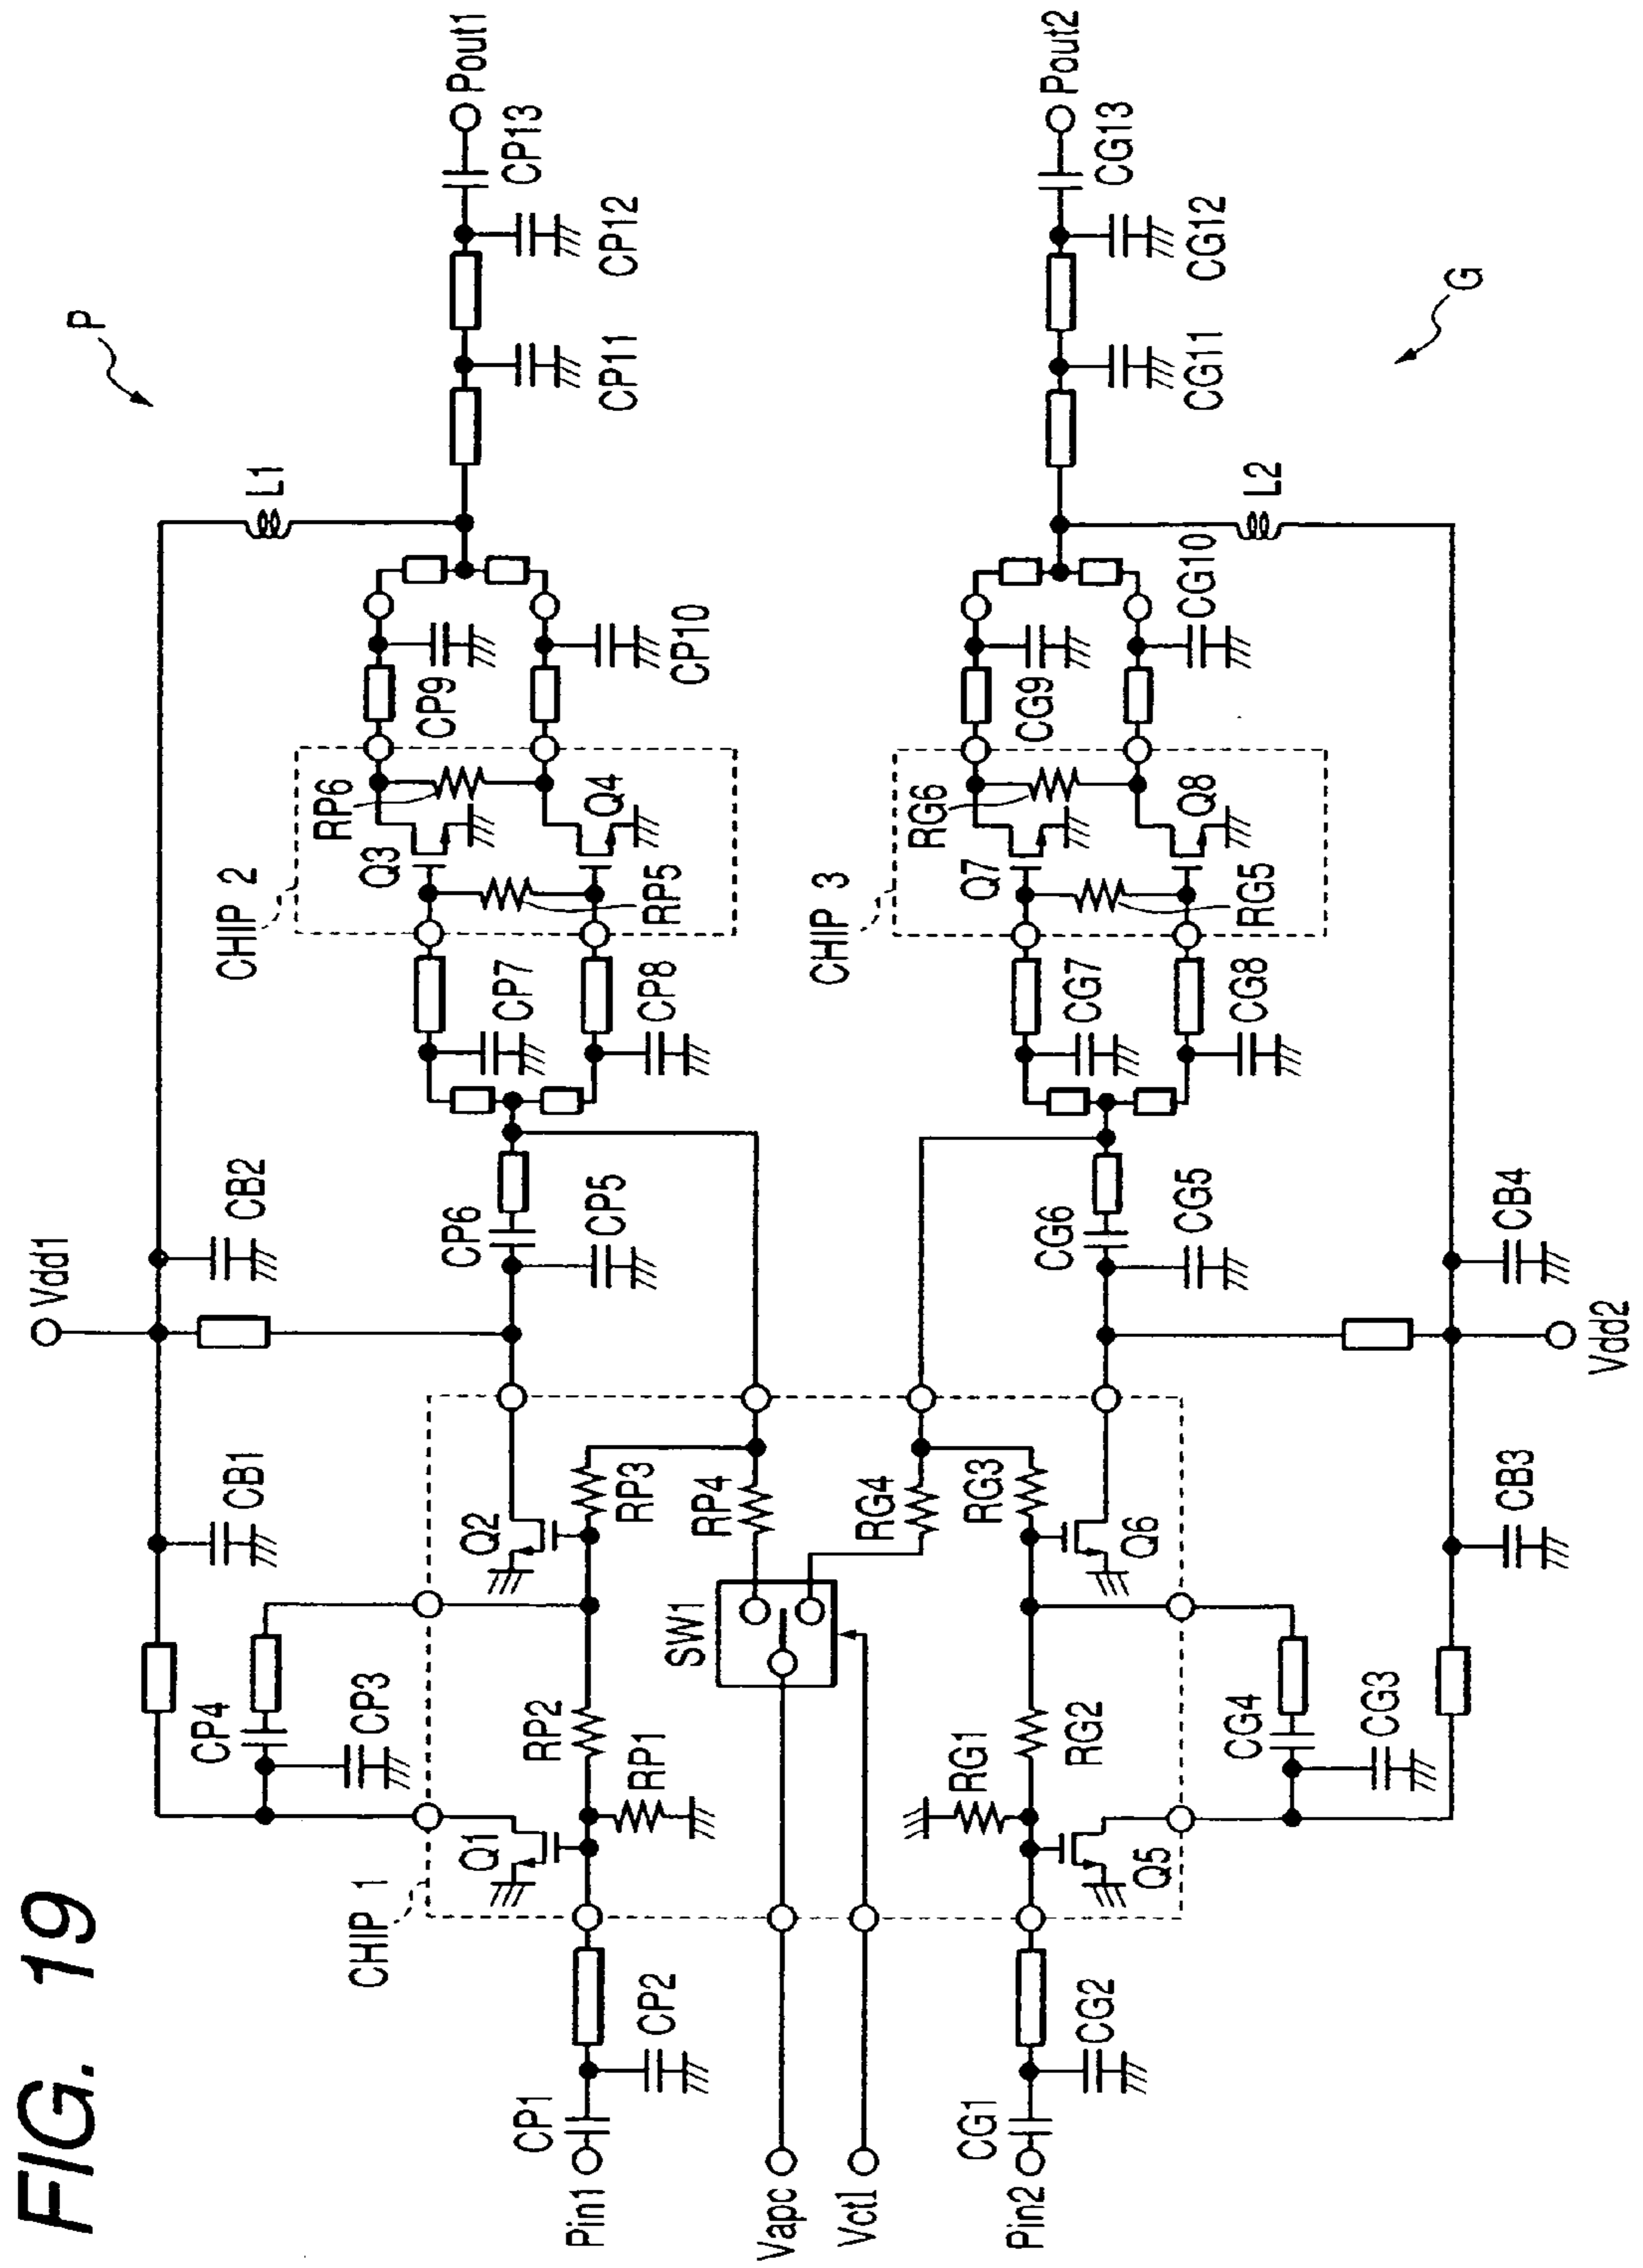 FIG. 19
P
Vdd1
CB1
CB2
L1
CP4
CP3
CHIP 1
CHIP 2
Q1
Q2
RP2
RP1
RP3
RP4
CP6
CP5
CP7
CP8
Q3
RP6
Q4
RP5
CP9
CP10
CP11
CP12
CP13
Pout1
Pin1
CP1
CP2
SW1
Vapc
Vctl
Pin2
CG1
CG2
RG1
RG2
RG4
RG3
Q5
Q6
CG4
CG3
CG6
CG5
CHIP 3
CG7
CG8
Q7
RG6
Q8
RG5
CG9
CG10
CG11
CG12
CG13
Pout2
L2
CB3
CB4
Vdd2
G